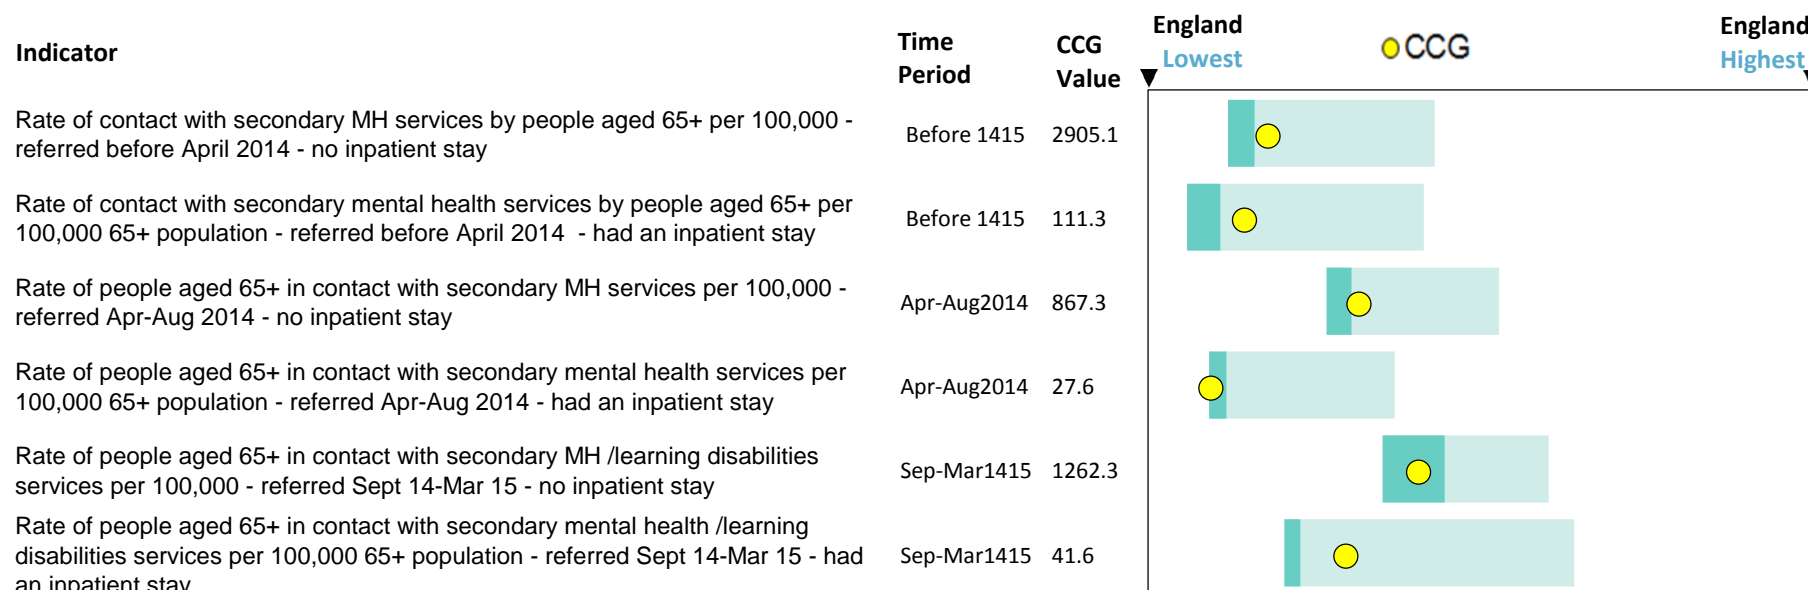 Indicator
Time
Period
CCG
Value
England
Lowest
CCG
England
Highest
Rate of contact with secondary MH services by people aged 65+ per 100,000 -
referred before April 2014 - no inpatient stay
Before 1415
2905.1
Rate of contact with secondary mental health services by people aged 65+ per
100,000 65+ population - referred before April 2014  - had an inpatient stay
Before 1415
111.3
Rate of people aged 65+ in contact with secondary MH services per 100,000 -
referred Apr-Aug 2014 - no inpatient stay
Apr-Aug2014
867.3
Rate of people aged 65+ in contact with secondary mental health services per
100,000 65+ population - referred Apr-Aug 2014 - had an inpatient stay
Apr-Aug2014
27.6
Rate of people aged 65+ in contact with secondary MH /learning disabilities
services per 100,000 - referred Sept 14-Mar 15 - no inpatient stay
Sep-Mar1415
1262.3
Rate of people aged 65+ in contact with secondary mental health /learning
disabilities services per 100,000 65+ population - referred Sept 14-Mar 15 - had
an inpatient stay
Sep-Mar1415
41.6